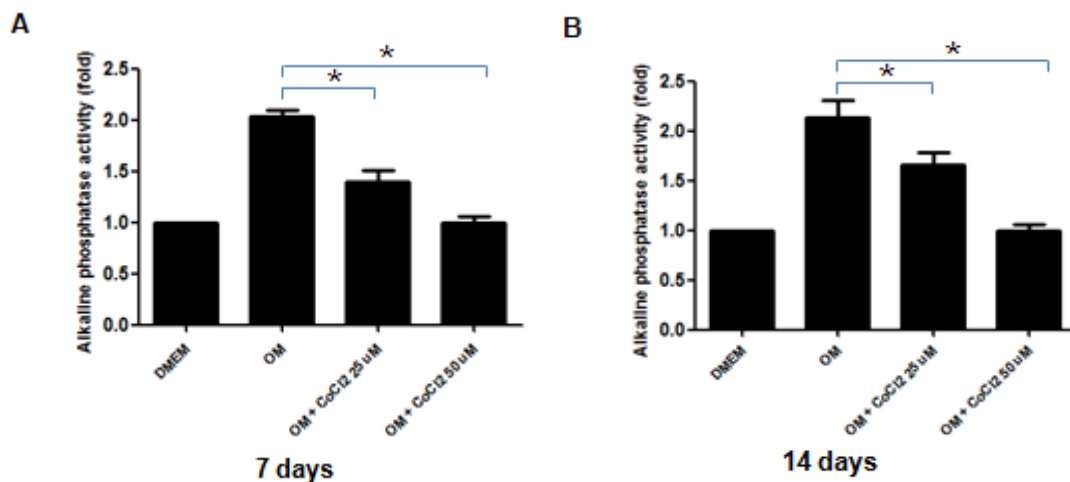 A
Alkaline phosphatase activity (fold)
2.5
2.0
1.5
1.0
0.5
0.0
*
*
DMEM
OM
OM + CoCl2 25 uM
OM + CoCl2 50 uM
7 days
B
Alkaline phosphatase activity (fold)
2.5
2.0
1.5
1.0
0.5
0.0
*
*
DMEM
OM
OM + CoCl2 25 uM
OM + CoCl2 50 uM
14 days